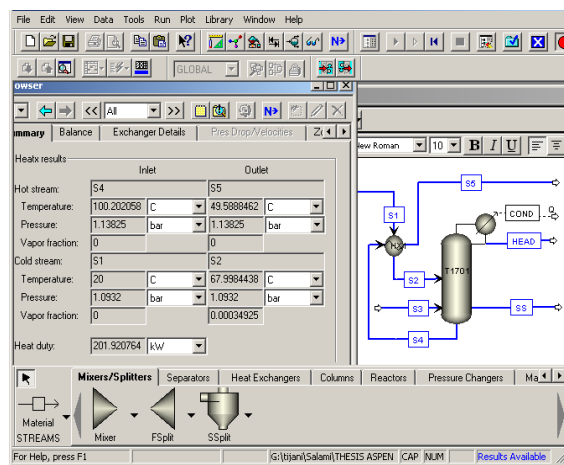 File Edit View Data Tools Run Plot Library Window Help
N>
GLOBAL
owser
<< All >> N>
mmary Balance Exchanger Details Pres Drop/Velocities
Heatx results
Inlet Outlet
Hot stream: S4 S5
Temperature: 100.202058 C 49.5888462 C
Pressure: 1.13825 bar 1.13825 bar
Vapor fraction: 0 0
Cold stream: S1 S2
Temperature: 20 C 67.9984438 C
Pressure: 1.0932 bar 1.0932 bar
Vapor fraction: 0 0.00034925
Heat duty: 201.920764 kW
ew Roman 10 B I U
S5
S1
COND Q
HEAD
T1701
S2
S3
SS
S4
Mixers/Splitters Separators Heat Exchangers Columns Reactors Pressure Changers Ma
Material
STREAMS Mixer FSplit SSplit
For Help, press F1 G:\tijani\Salami\THESIS ASPEN CAP NUM Results Available